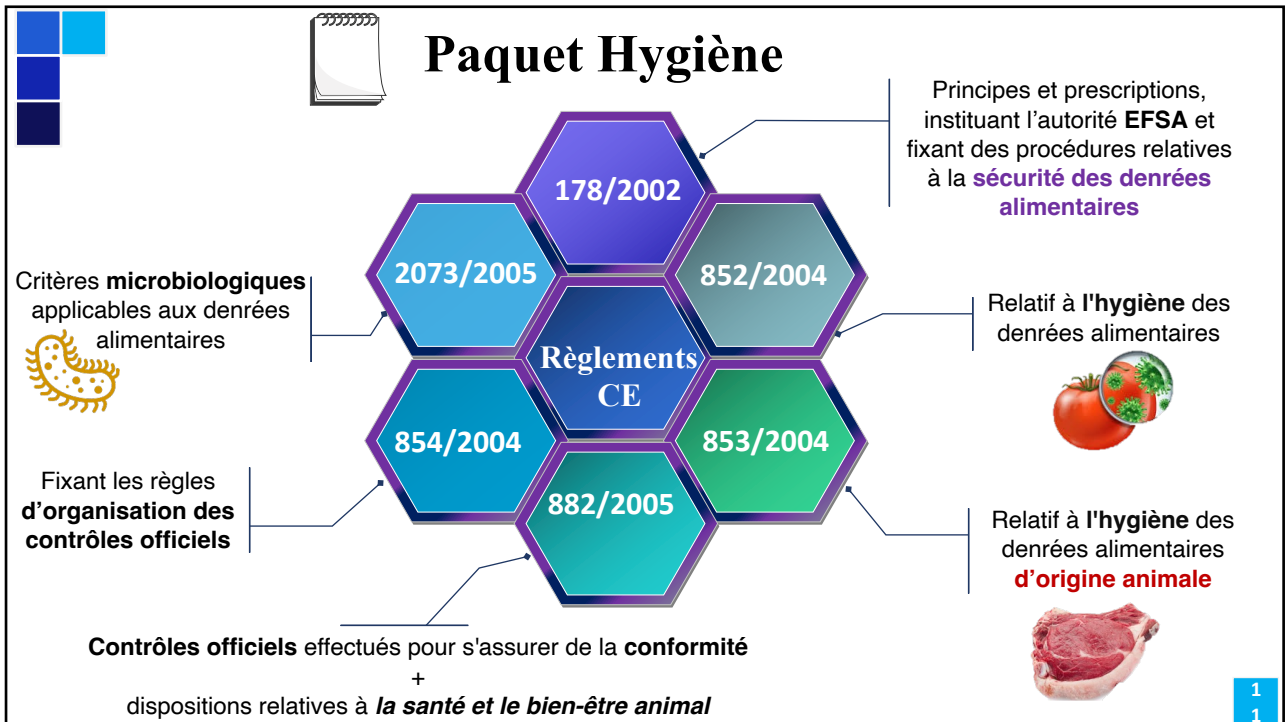 Paquet Hygiène
Principes et prescriptions,
instituant l'autorité EFSA et
fixant des procédures relatives
à la sécurité des denrées
alimentaires
178/2002
2073/2005
852/2004
Critères microbiologiques
applicables aux denrées
alimentaires
Relatif à l'hygiène des
denrées alimentaires
Règlements
CE
854/2004
853/2004
882/2005
Fixant les règles
d'organisation des
contrôles officiels
Relatif à l'hygiène des
denrées alimentaires
d'origine animale
Contrôles officiels effectués pour s'assurer de la conformité
+
dispositions relatives à la santé et le bien-être animal
1
1